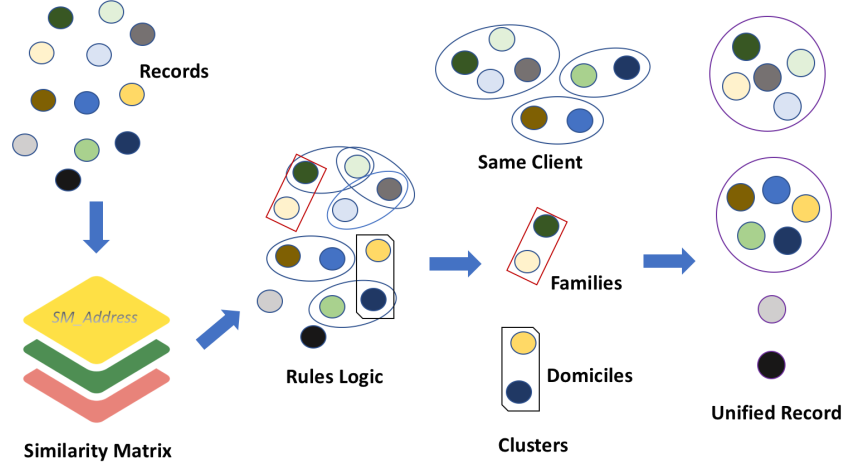 Records
SM_Address
Similarity Matrix
Rules Logic
Same Client
Families
Domiciles
Clusters
Unified Record